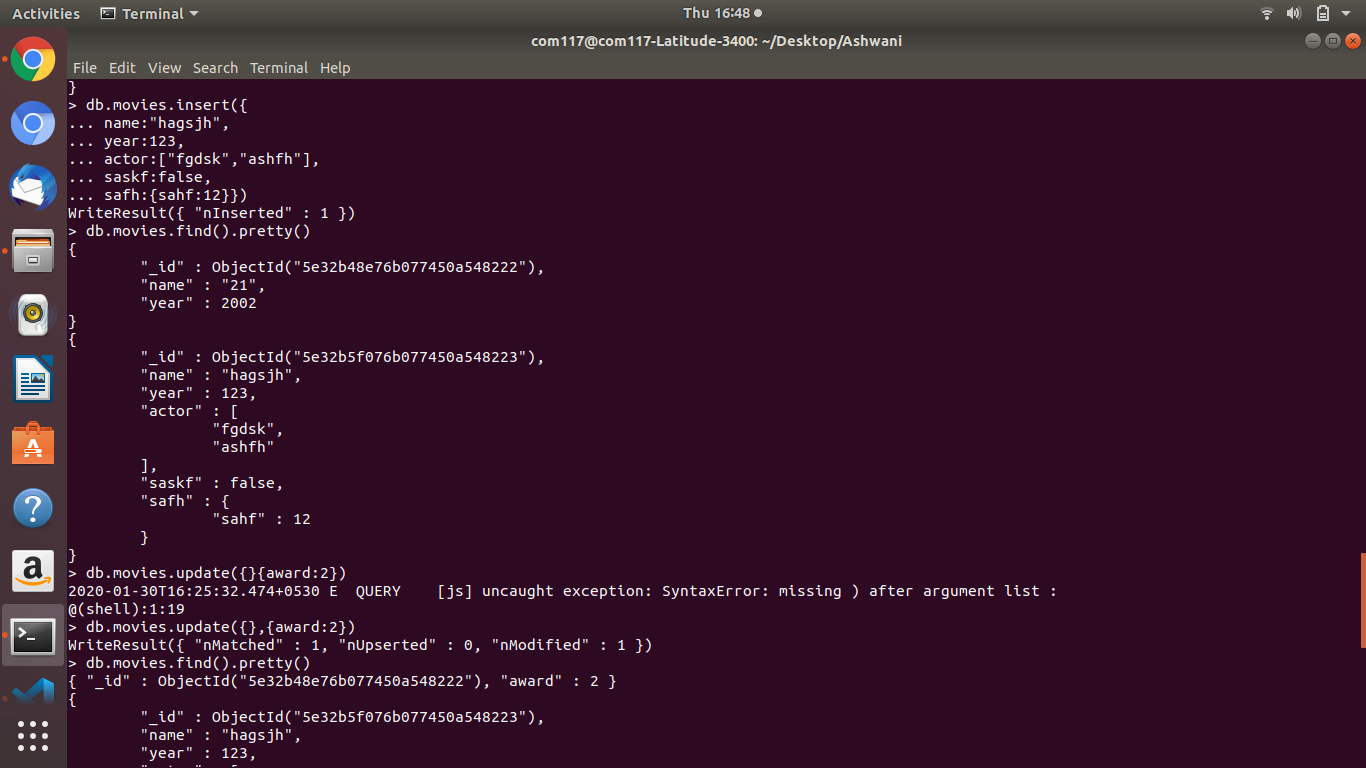 Activities Terminal Thu 16:48
com117@com117-Latitude-3400: ~/Desktop/Ashwani
File Edit View Search Terminal Help
}
> db.movies.insert({
... name:"hagsjh",
... year:123,
... actor:["fgdsk","ashfh"],
... saskf:false,
... safh:{sahf:12}})
WriteResult({ "nInserted" : 1 })
> db.movies.find().pretty()
{
        "_id" : ObjectId("5e32b48e76b077450a548222"),
        "name" : "21",
        "year" : 2002
}
{
        "_id" : ObjectId("5e32b5f076b077450a548223"),
        "name" : "hagsjh",
        "year" : 123,
        "actor" : [
                "fgdsk",
                "ashfh"
        ],
        "saskf" : false,
        "safh" : {
                "sahf" : 12
        }
}
> db.movies.update({}{award:2})
2020-01-30T16:25:32.474+0530 E  QUERY    [js] uncaught exception: SyntaxError: missing ) after argument list :
@(shell):1:19
> db.movies.update({},{award:2})
WriteResult({ "nMatched" : 1, "nUpserted" : 0, "nModified" : 1 })
> db.movies.find().pretty()
{ "_id" : ObjectId("5e32b48e76b077450a548222"), "award" : 2 }
{
        "_id" : ObjectId("5e32b5f076b077450a548223"),
        "name" : "hagsjh",
        "year" : 123,